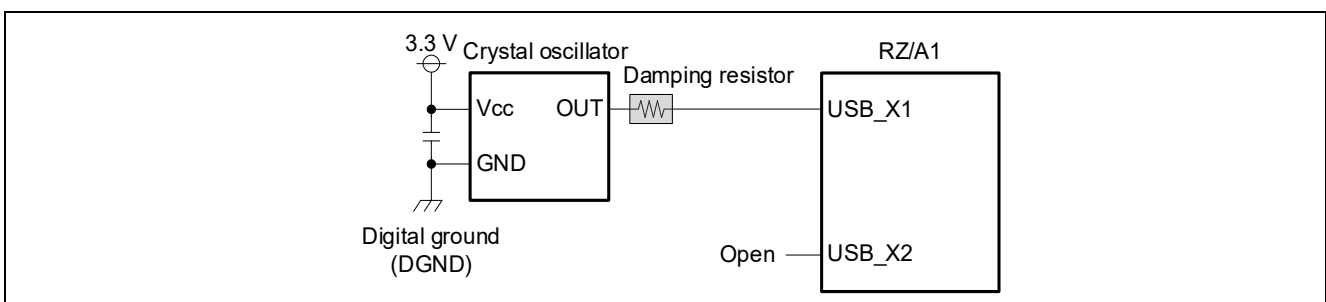 3.3 V
Crystal oscillator
RZ/A1
Damping resistor
Vcc
OUT
USB_X1
GND
Digital ground
(DGND)
Open
USB_X2